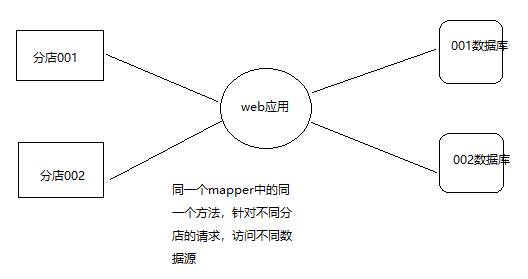 分店001
001数据库
web应用
分店002
002数据库
同一个mapper中的同
一个方法，针对不同分
店的请求，访问不同数
据源